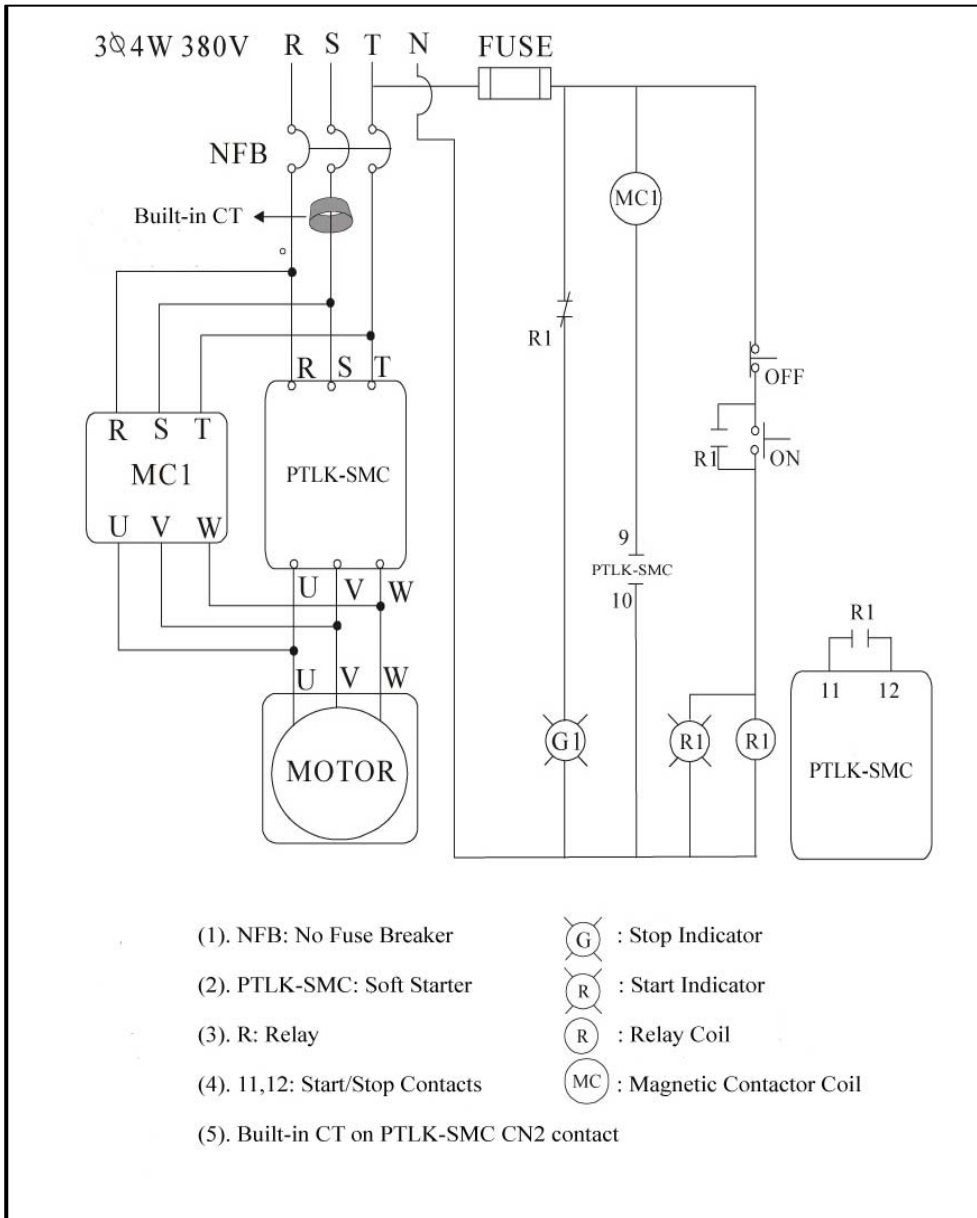 3Ø4W 380V R S T N FUSE
NFB
MC1
Built-in CT
R1
R S T
OFF
R S T
R1 ON
MC1
PTLK-SMC
U V W
9
PTLK-SMC
10
U V W
R1
11 12
U V W
G1 R1 R1
MOTOR
PTLK-SMC
(1). NFB: No Fuse Breaker
G : Stop Indicator
(2). PTLK-SMC: Soft Starter
R : Start Indicator
(3). R: Relay
R : Relay Coil
(4). 11,12: Start/Stop Contacts
MC : Magnetic Contactor Coil
(5). Built-in CT on PTLK-SMC CN2 contact